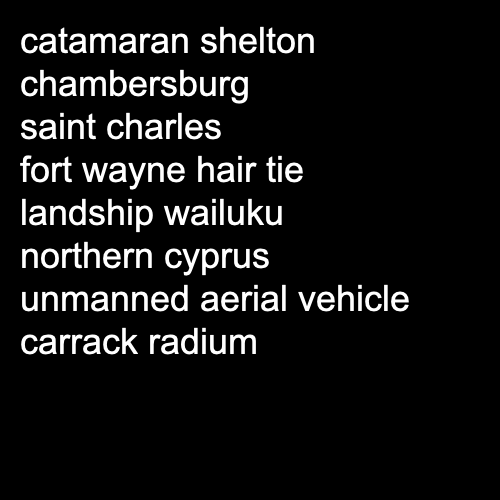 catamaran shelton
chambersburg
saint charles
fort wayne hair tie
landship wailuku
northern cyprus
unmanned aerial vehicle
carrack radium